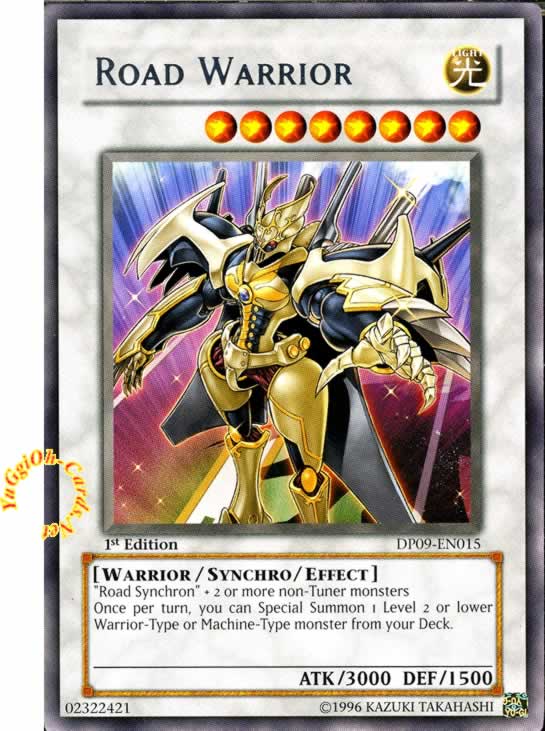 ROAD WARRIOR
LIGHT
光
1st Edition
DP09-EN015
[WARRIOR/SYNCHRO/EFFECT]
"Road Synchron" + 2 or more non-Tuner monsters
Once per turn, you can Special Summon 1 Level 2 or lower
Warrior-Type or Machine-Type monster from your Deck.
ATK/3000 DEF/1500
02322421
©1996 KAZUKI TAKAHASHI
YuGgiOh-Cards.Net